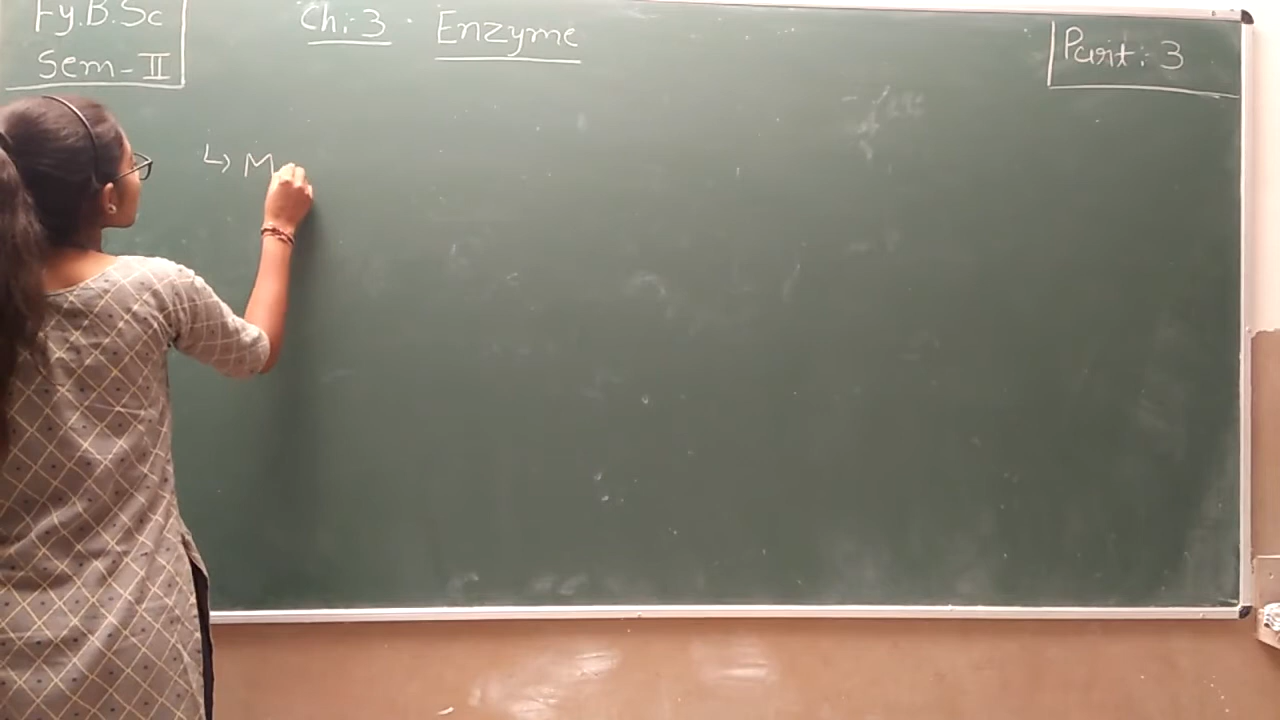 Fy.B.Sc
Sem-II
Ch:3 Enzyme
Part:3
↳ M